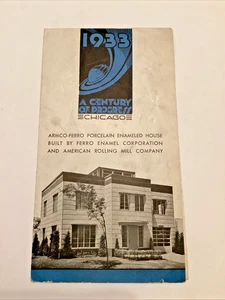 1933
A CENTURY
OF PROGRESS
CHICAGO
ARMCO-FERRO PORCELAIN ENAMELED HOUSE
BUILT BY FERRO ENAMEL CORPORATION
AND AMERICAN ROLLING MILL COMPANY